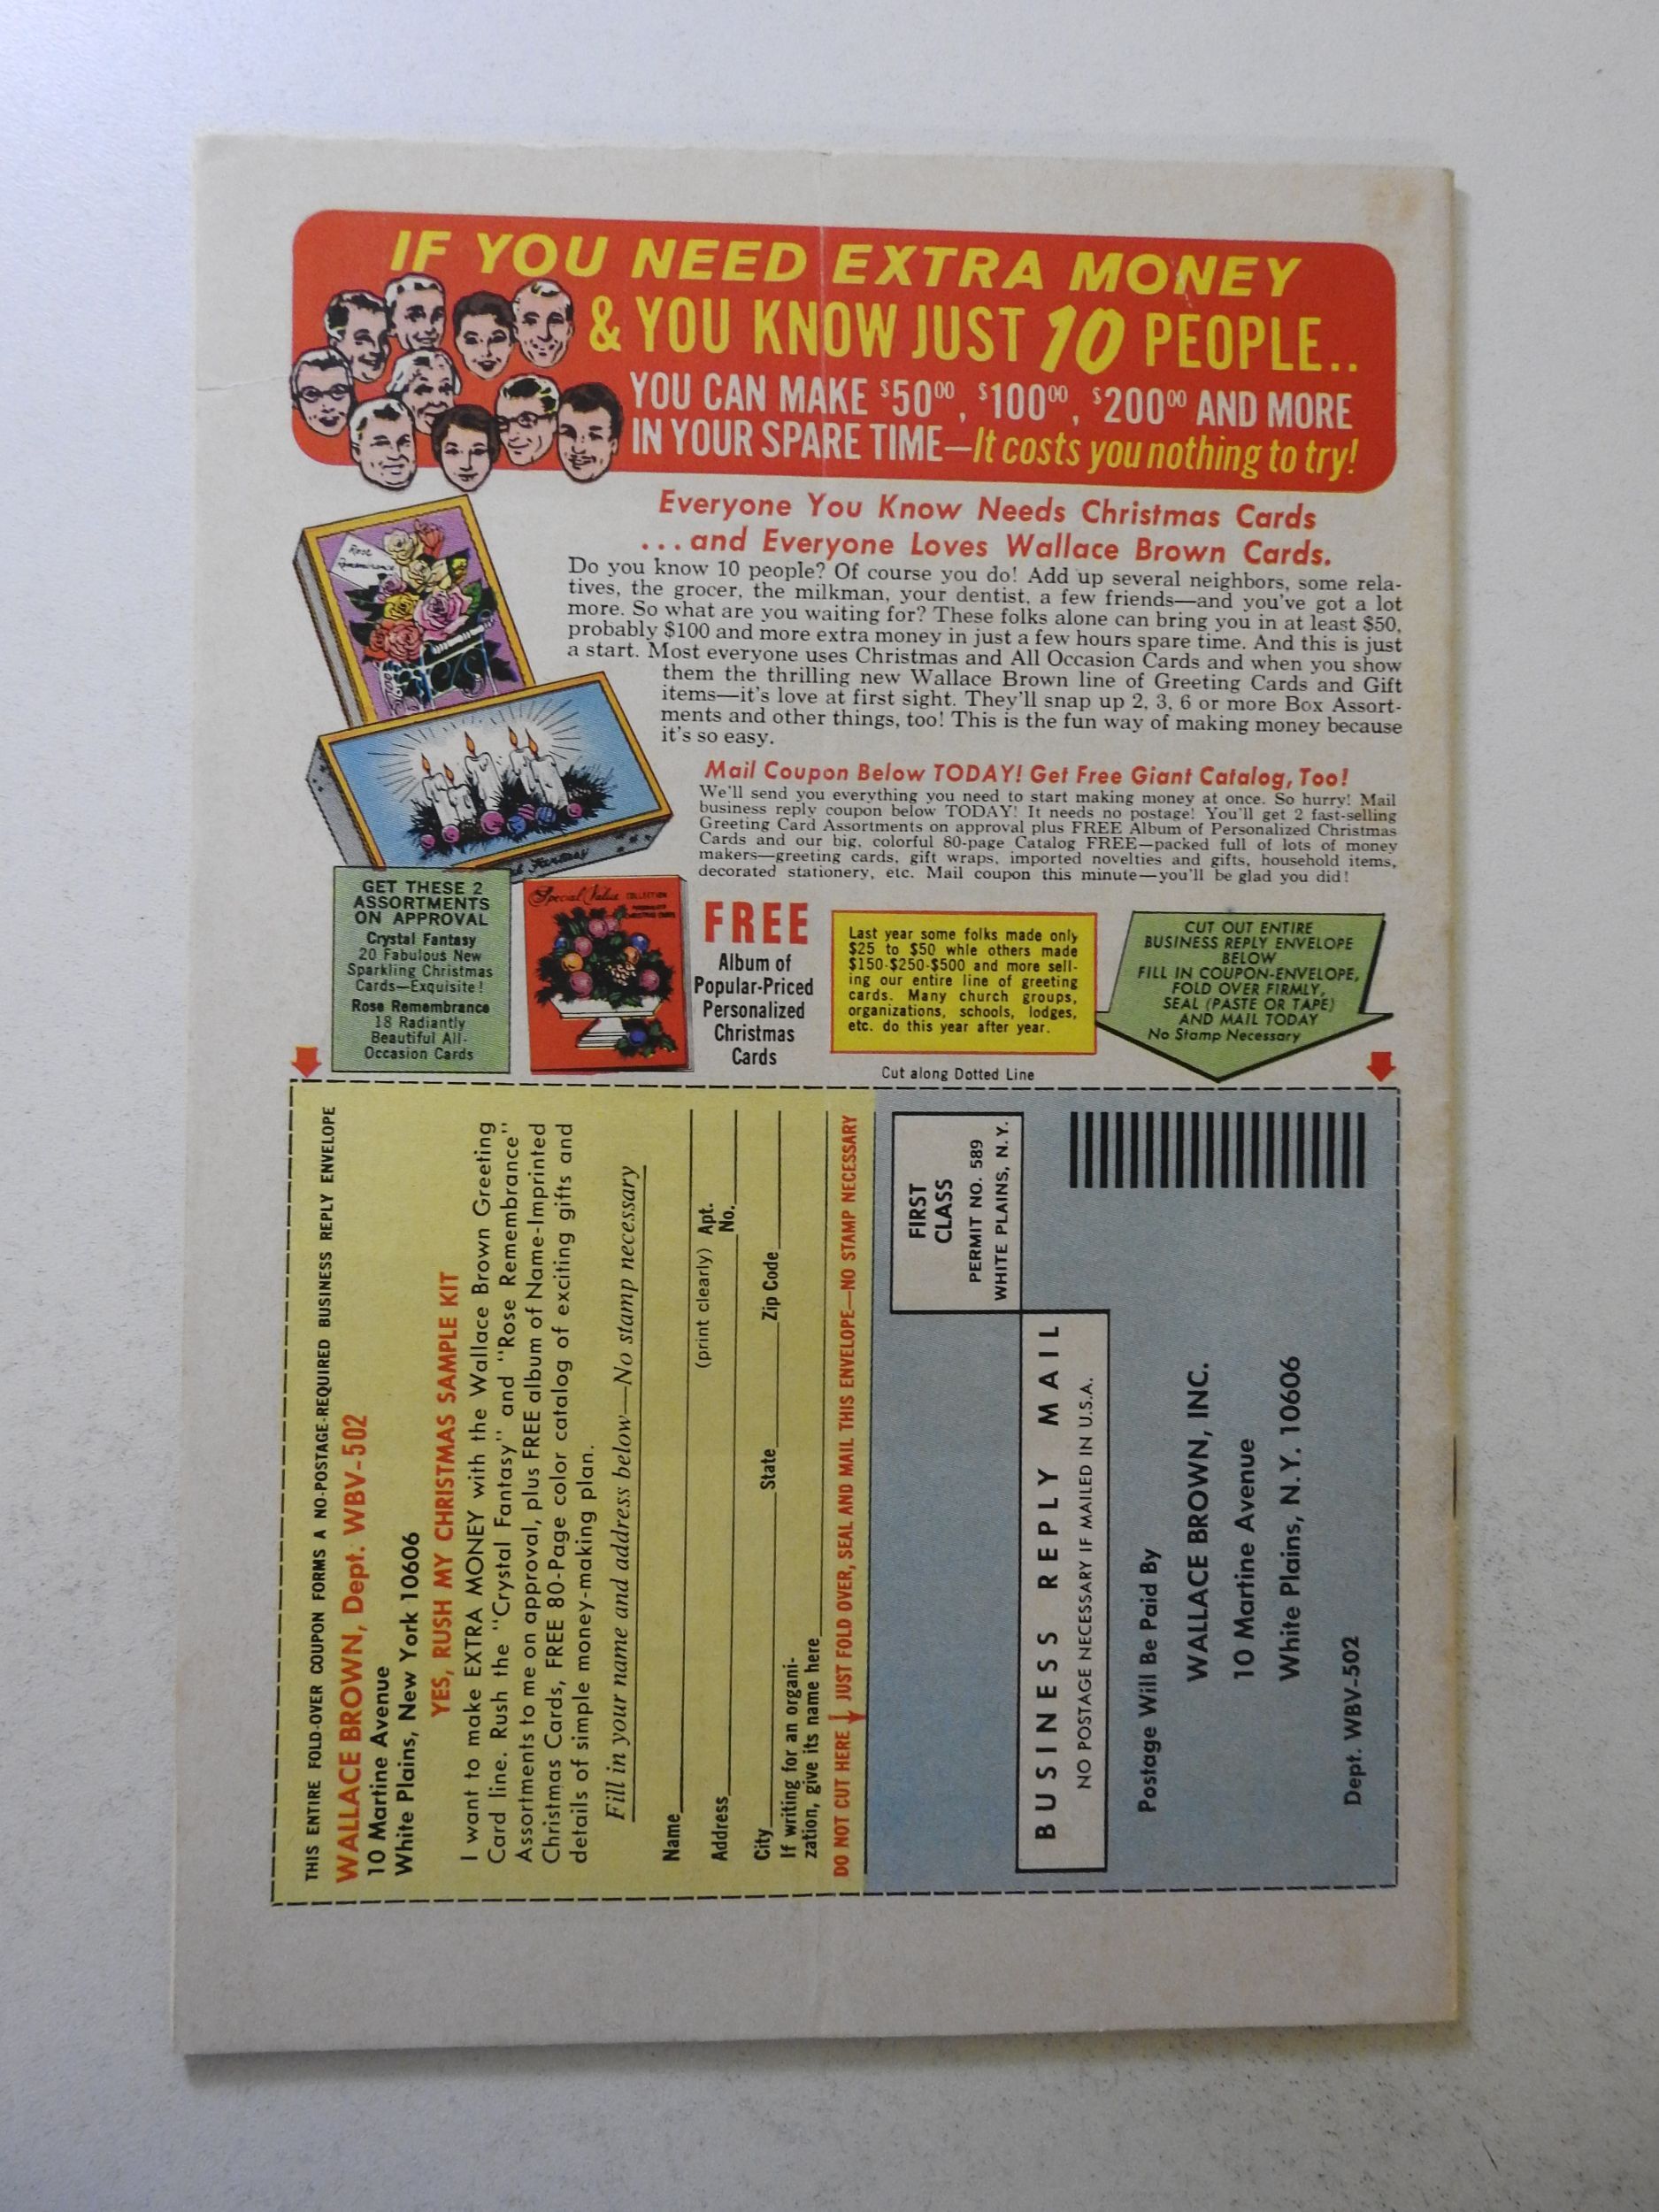 IF YOU NEED EXTRA MONEY
& YOU KNOW JUST 10 PEOPLE..
YOU CAN MAKE $50⁰⁰, $100⁰⁰, $200⁰⁰ AND MORE
IN YOUR SPARE TIME—It costs you nothing to try!
Everyone You Know Needs Christmas Cards
...and Everyone Loves Wallace Brown Cards.
Rose
Remembrance
Do you know 10 people? Of course you do! Add up several neighbors, some rela-
tives, the grocer, the milkman, your dentist, a few friends—and you've got a lot
more. So what are you waiting for? These folks alone can bring you in at least $50,
probably $100 and more extra money in just a few hours spare time. And this is just
a start. Most everyone uses Christmas and All Occasion Cards and when you show
them the thrilling new Wallace Brown line of Greeting Cards and Gift
items—it's love at first sight. They'll snap up 2, 3, 6 or more Box Assort-
ments and other things, too! This is the fun way of making money because
it's so easy.
Mail Coupon Below TODAY! Get Free Giant Catalog, Too!
We'll send you everything you need to start making money at once. So hurry! Mail
business reply coupon below TODAY! It needs no postage! You'll get 2 fast-selling
Greeting Card Assortments on approval plus FREE Album of Personalized Christmas
Cards and our big, colorful 80-page Catalog FREE—packed full of lots of money
makers—greeting cards, gift wraps, imported novelties and gifts, household items,
decorated stationery, etc. Mail coupon this minute—you'll be glad you did!
Fantasy
GET THESE 2
ASSORTMENTS
ON APPROVAL
Crystal Fantasy
20 Fabulous New
Sparkling Christmas
Cards—Exquisite!
Rose Remembrance
18 Radiantly
Beautiful All-
Occasion Cards
Special Value COLLECTION
PERSONALIZED
CHRISTMAS CARDS
FREE
Album of
Popular-Priced
Personalized
Christmas
Cards
Last year some folks made only
$25 to $50 whle others made
$150-$250-$500 and more sell-
ing our entire line of greeting
cards. Many church groups,
organizations, schools, lodges,
etc. do this year after year.
CUT OUT ENTIRE
BUSINESS REPLY ENVELOPE
BELOW
FILL IN COUPON-ENVELOPE,
FOLD OVER FIRMLY,
SEAL (PASTE OR TAPE)
AND MAIL TODAY
No Stamp Necessary
Cut along Dotted Line
THIS ENTIRE FOLD-OVER COUPON FORMS A NO-POSTAGE-REQUIRED BUSINESS REPLY ENVELOPE
WALLACE BROWN, Dept. WBV-502
10 Martine Avenue
White Plains, New York 10606
YES, RUSH MY CHRISTMAS SAMPLE KIT
I want to make EXTRA MONEY with the Wallace Brown Greeting
Card line. Rush the "Crystal Fantasy" and "Rose Remembrance"
Assortments to me on approval, plus FREE album of Name-Imprinted
Christmas Cards, FREE 80-Page color catalog of exciting gifts and
details of simple money-making plan.
Fill in your name and address below—No stamp necessary
Name
(print clearly)
Address Apt. No.
City State Zip Code
If writing for an organi-
zation, give its name here
DO NOT CUT HERE JUST FOLD OVER, SEAL AND MAIL THIS ENVELOPE—NO STAMP NECESSARY
FIRST
CLASS
PERMIT NO. 589
WHITE PLAINS, N.Y.
BUSINESS REPLY MAIL
NO POSTAGE NECESSARY IF MAILED IN U.S.A.
Postage Will Be Paid By
WALLACE BROWN, INC.
10 Martine Avenue
White Plains, N.Y. 10606
Dept. WBV-502